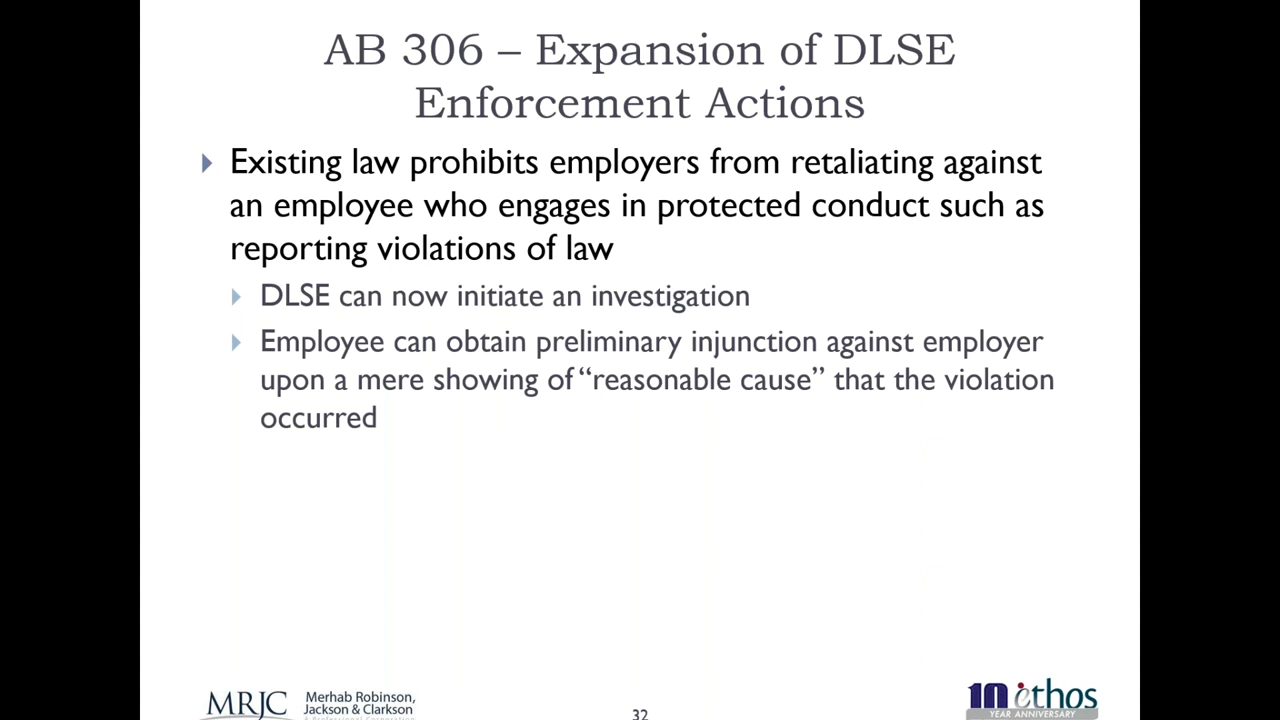 AB 306 – Expansion of DLSE
Enforcement Actions
Existing law prohibits employers from retaliating against
an employee who engages in protected conduct such as
reporting violations of law
DLSE can now initiate an investigation
Employee can obtain preliminary injunction against employer
upon a mere showing of “reasonable cause” that the violation
occurred
MRJC
Merhab Robinson,
Jackson & Clarkson
32
10 ethos
YEAR ANNIVERSARY